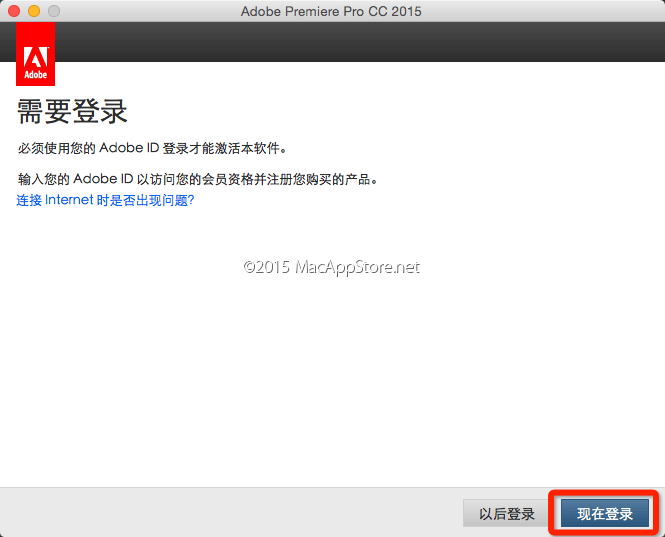 Adobe Premiere Pro CC 2015
Adobe
需要登录
必须使用您的 Adobe ID 登录才能激活本软件。
输入您的 Adobe ID 以访问您的会员资格并注册您购买的产品。
连接 Internet 时是否出现问题?
©2015 MacAppStore.net
以后登录
现在登录